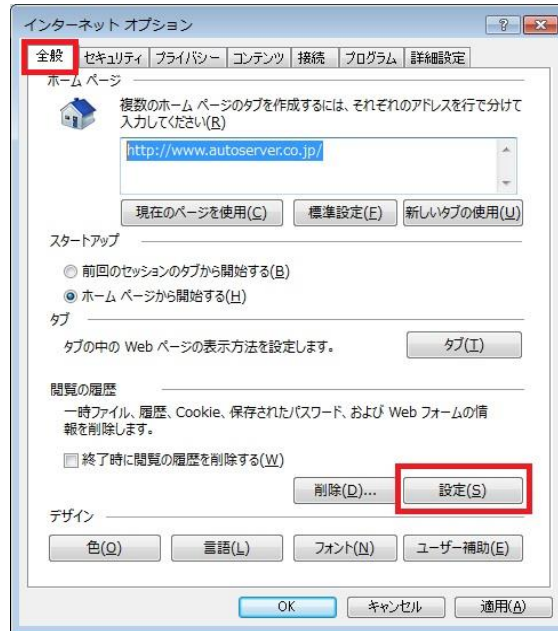 インターネット オプション
全般 セキュリティ プライバシー コンテンツ 接続 プログラム 詳細設定
ホーム ページ
複数のホーム ページのタブを作成するには、それぞれのアドレスを行で分けて
入力してください(R)
http://www.autoserver.co.jp/
現在のページを使用(C) 標準設定(F) 新しいタブの使用(U)
スタートアップ
前回のセッションのタブから開始する(B)
ホーム ページから開始する(H)
タブ
タブの中の Web ページの表示方法を設定します。 タブ(T)
閲覧の履歴
一時ファイル、履歴、Cookie、保存されたパスワード、および Web フォームの情
報を削除します。
終了時に閲覧の履歴を削除する(W)
削除(D)... 設定(S)
デザイン
色(O) 言語(L) フォント(N) ユーザー補助(E)
OK キャンセル 適用(A)